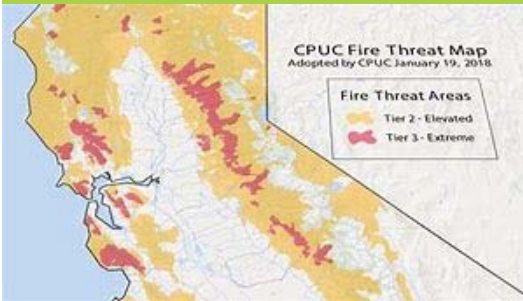 CPUC Fire Threat Map
Adopted by CPUC January 19, 2018
Fire Threat Areas
Tier 2 - Elevated
Tier 3 - Extreme